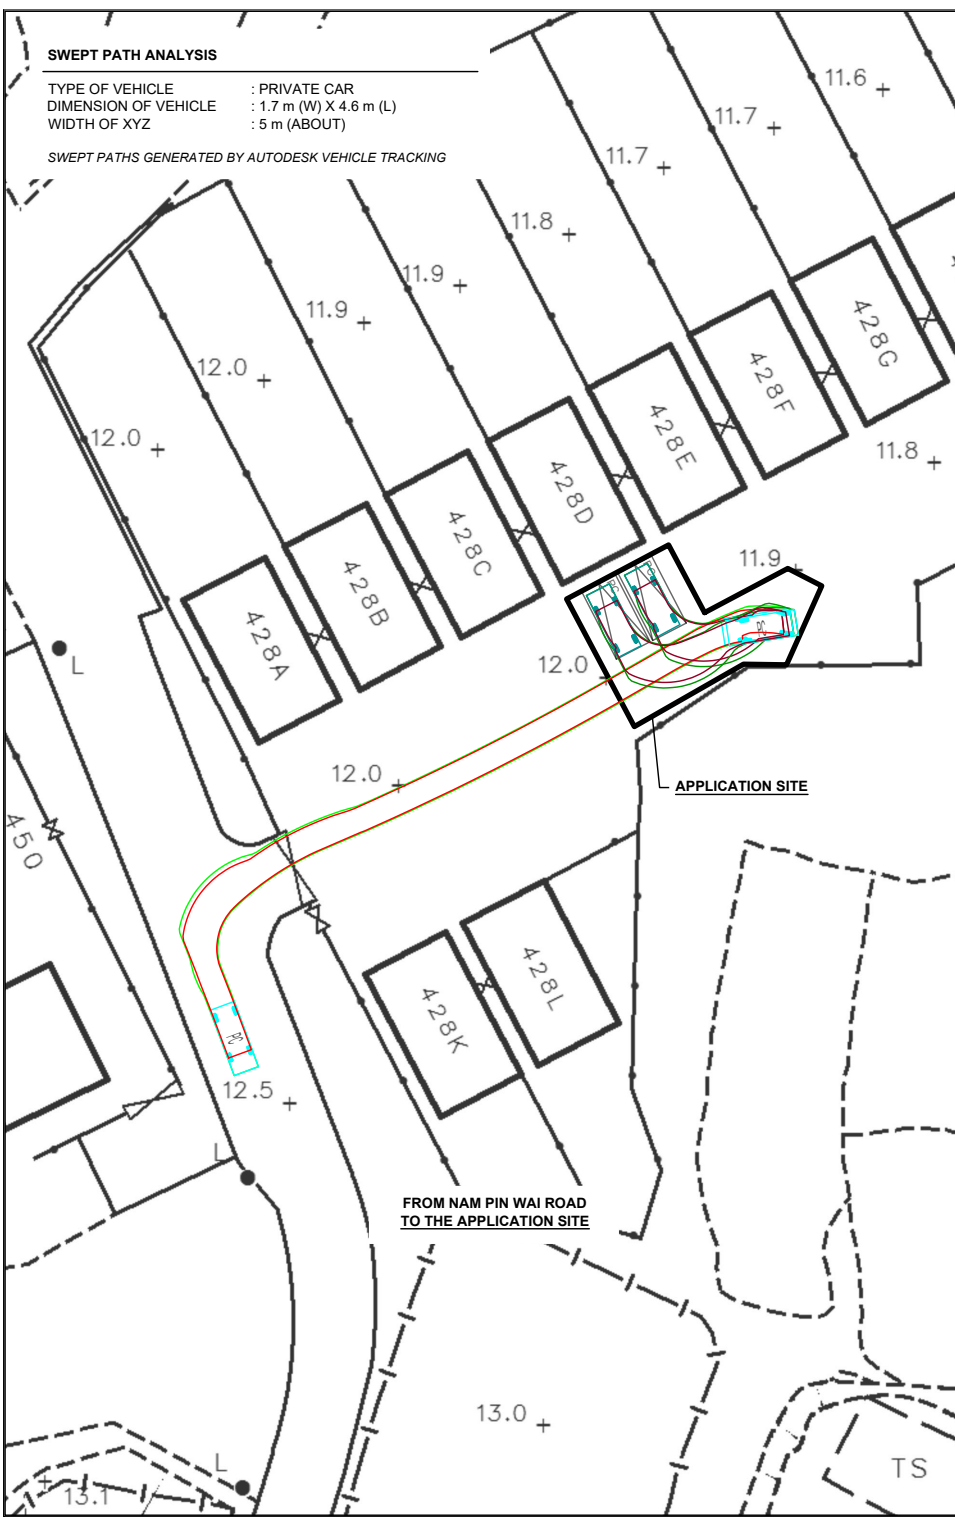 SWEPT PATH ANALYSIS
TYPE OF VEHICLE : PRIVATE CAR
DIMENSION OF VEHICLE : 1.7 m (W) X 4.6 m (L)
WIDTH OF XYZ : 5 m (ABOUT)
SWEPT PATHS GENERATED BY AUTODESK VEHICLE TRACKING
11.6
11.7
11.7
11.8
11.9
11.9
12.0
12.0
428G
428F
428E
428D
428C
428B
428A
11.8
11.9
PC
PC
PC
12.0
L
APPLICATION SITE
12.0
450
428L
428K
PC
12.5
L
FROM NAM PIN WAI ROAD
TO THE APPLICATION SITE
13.0
L
13.1
TS